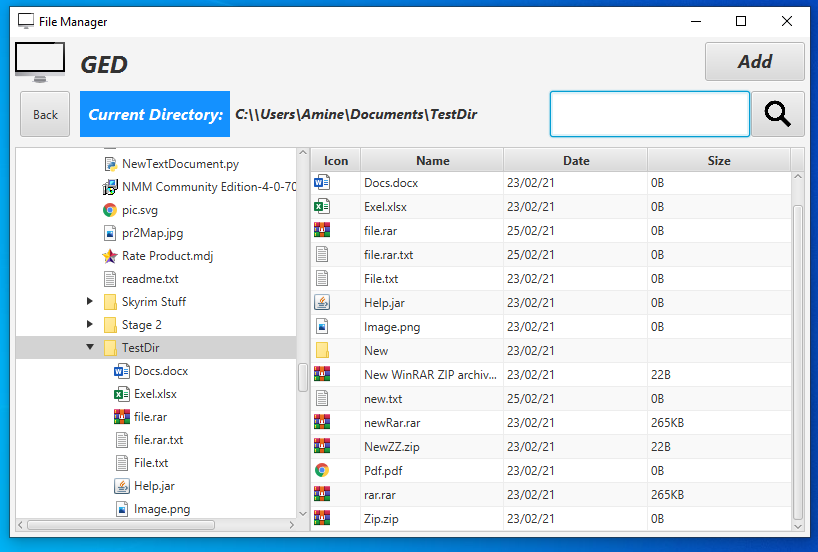 File Manager
GED
Add
Back
Current Directory:
C:\\Users\Amine\Documents\TestDir
NewTextDocument.py
NMM Community Edition-4-0-70
pic.svg
pr2Map.jpg
Rate Product.mdj
readme.txt
Skyrim Stuff
Stage 2
TestDir
Docs.docx
Exel.xlsx
file.rar
file.rar.txt
File.txt
Help.jar
Image.png
Icon Name Date Size
Docs.docx 23/02/21 0B
Exel.xlsx 23/02/21 0B
file.rar 25/02/21 0B
file.rar.txt 25/02/21 0B
File.txt 23/02/21 0B
Help.jar 23/02/21 0B
Image.png 23/02/21 0B
New 23/02/21
New WinRAR ZIP archiv... 23/02/21 22B
new.txt 25/02/21 0B
newRar.rar 23/02/21 265KB
NewZZ.zip 23/02/21 22B
Pdf.pdf 23/02/21 0B
rar.rar 23/02/21 265KB
Zip.zip 23/02/21 0B